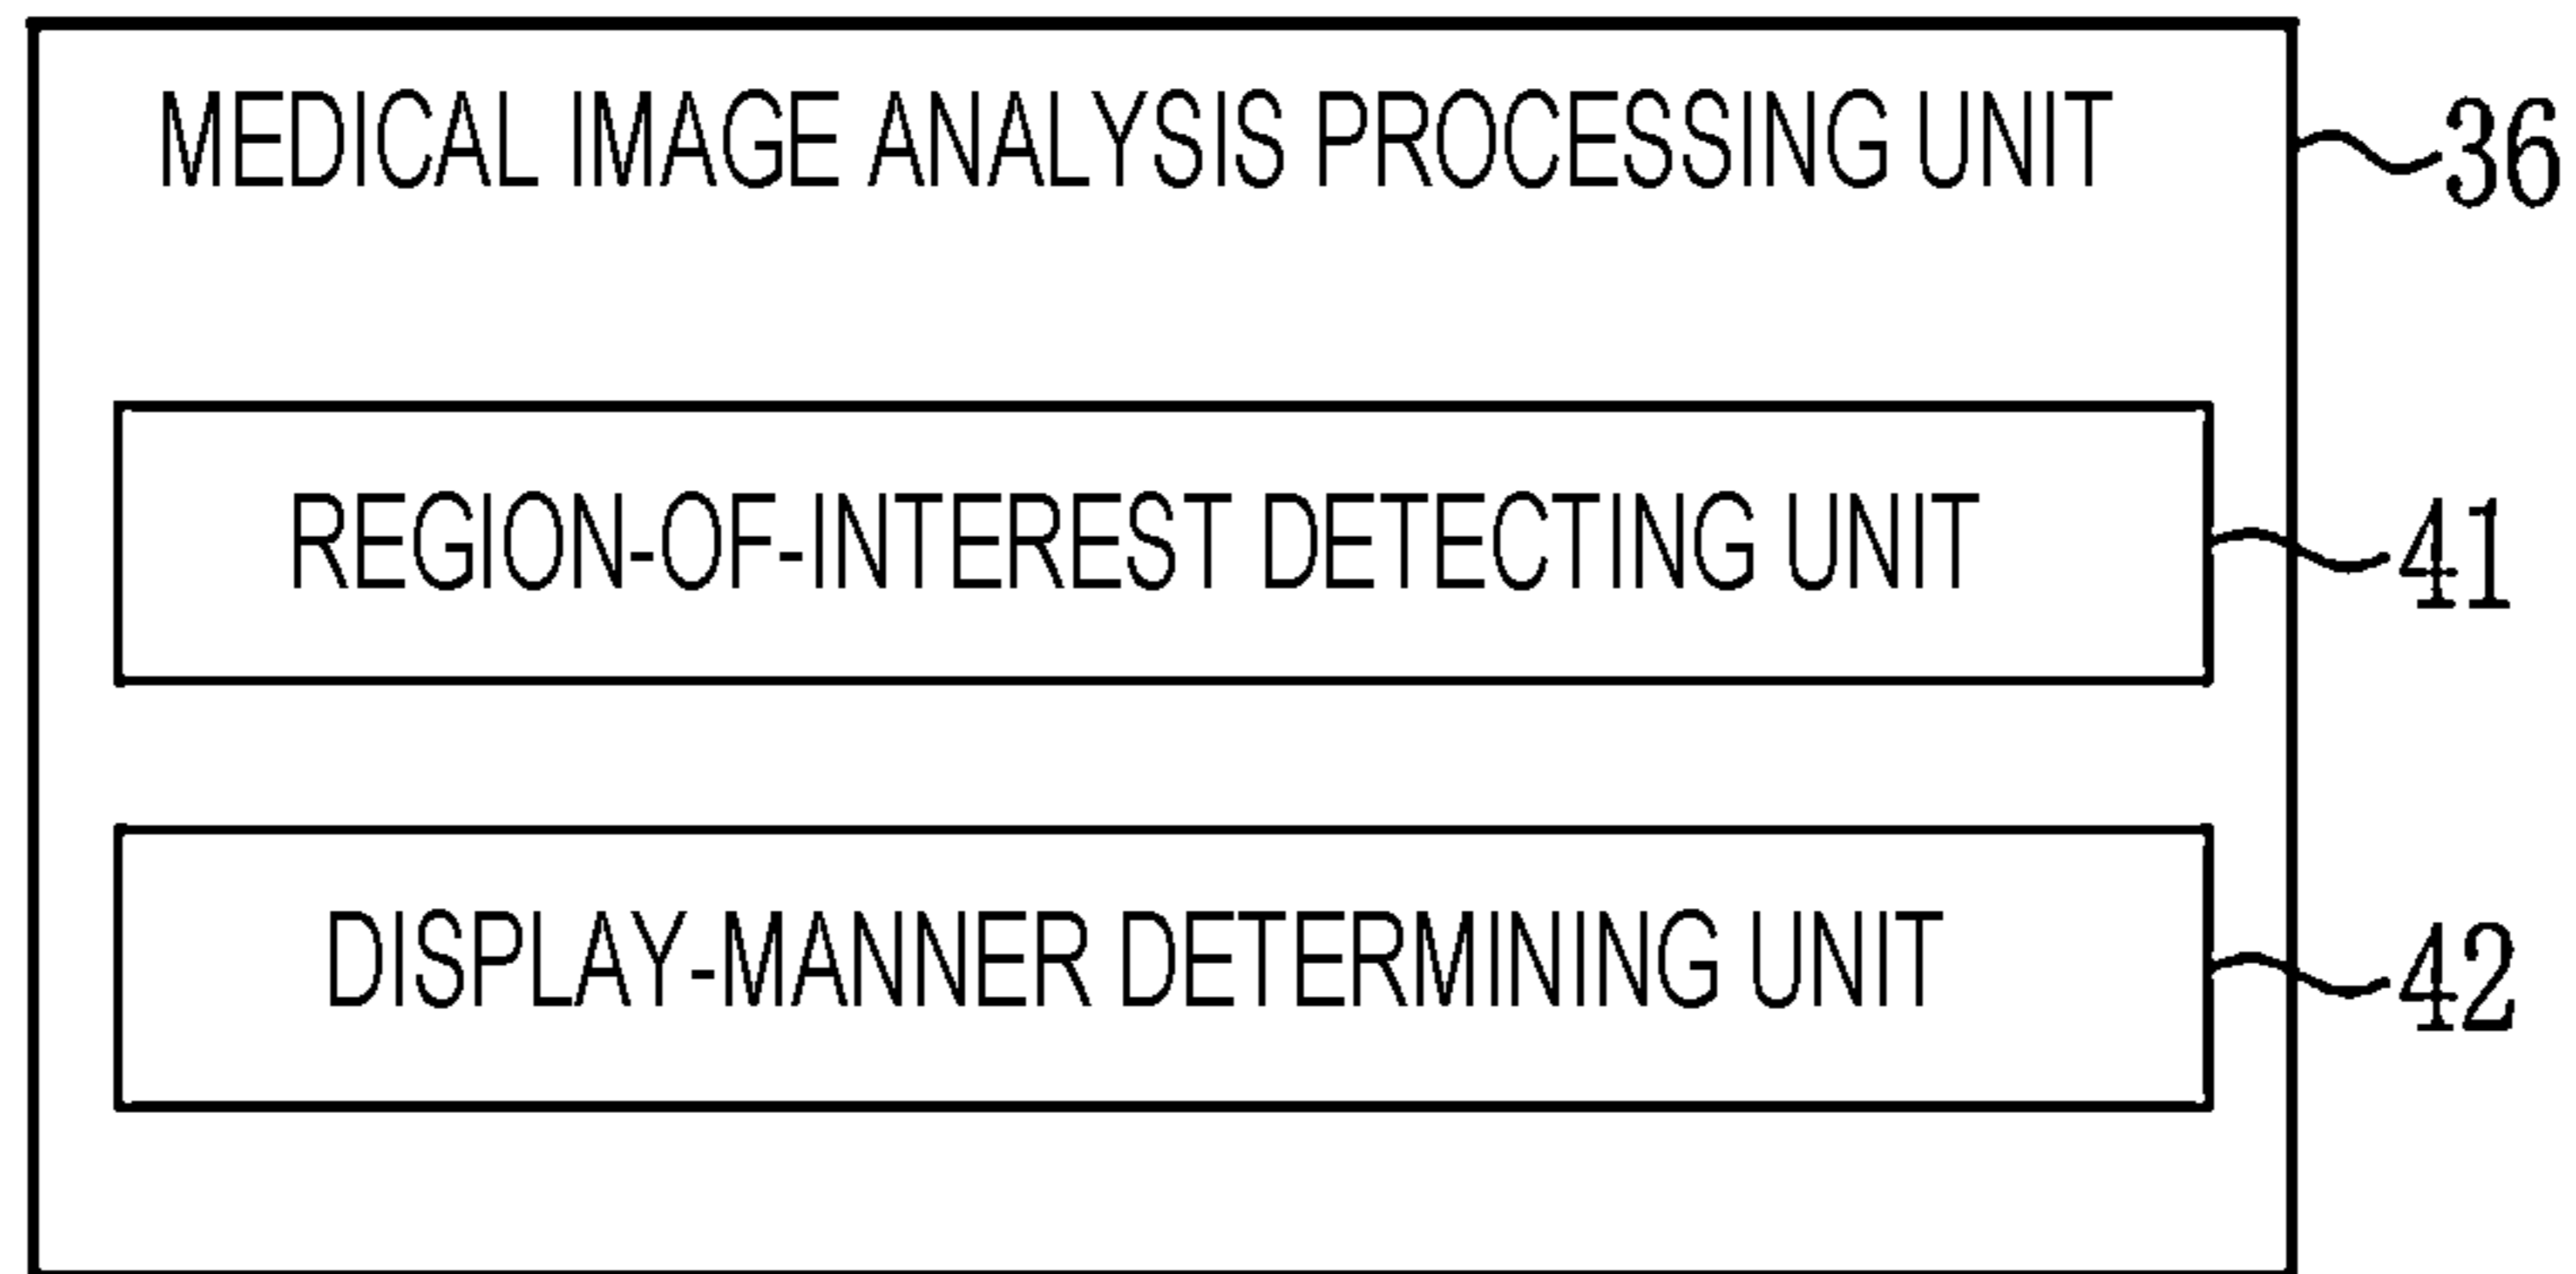 MEDICAL IMAGE ANALYSIS PROCESSING UNIT 36
REGION-OF-INTEREST DETECTING UNIT 41
DISPLAY-MANNER DETERMINING UNIT 42